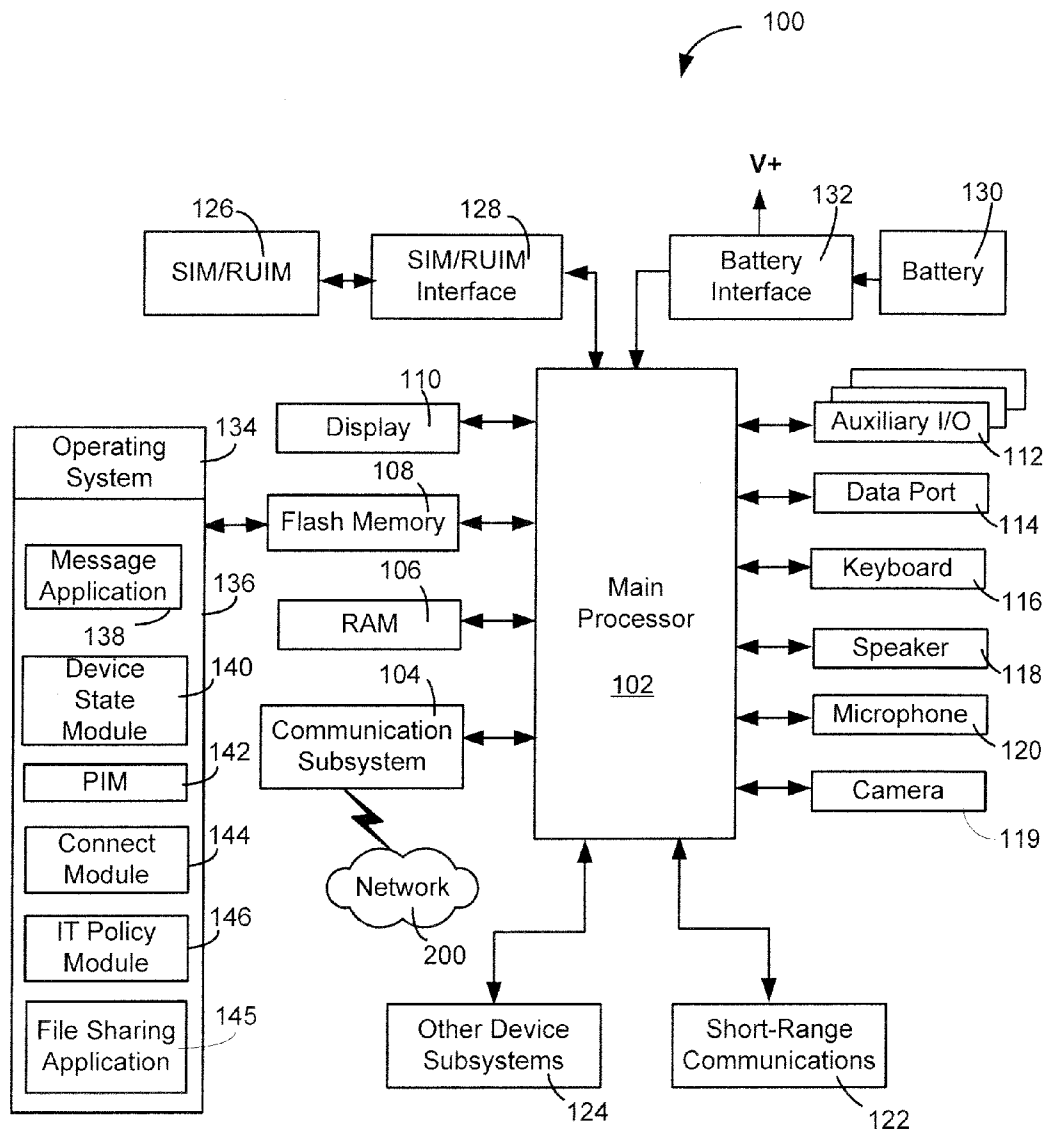 100
V+
126
128
132
130
SIM/RUIM
SIM/RUIM
Interface
Battery
Interface
Battery
110
Display
Auxiliary I/O
112
Operating
System
134
108
Flash Memory
Data Port
114
Message
Application
136
138
106
RAM
Main
Processor
102
Keyboard
116
Speaker
118
Device
State
Module
140
104
Communication
Subsystem
Microphone
120
PIM
142
Camera
119
Connect
Module
144
Network
200
IT Policy
Module
146
File Sharing
Application
145
Other Device
Subsystems
124
Short-Range
Communications
122